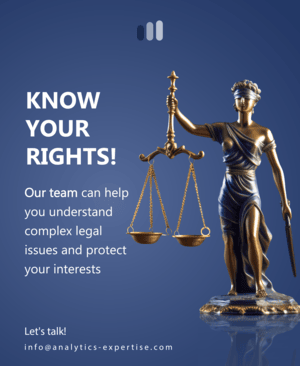 KNOW
YOUR
RIGHTS!
Our team can help
you understand
complex legal
issues and protect
your interests
Let's talk!
info@analytics-expertise.com